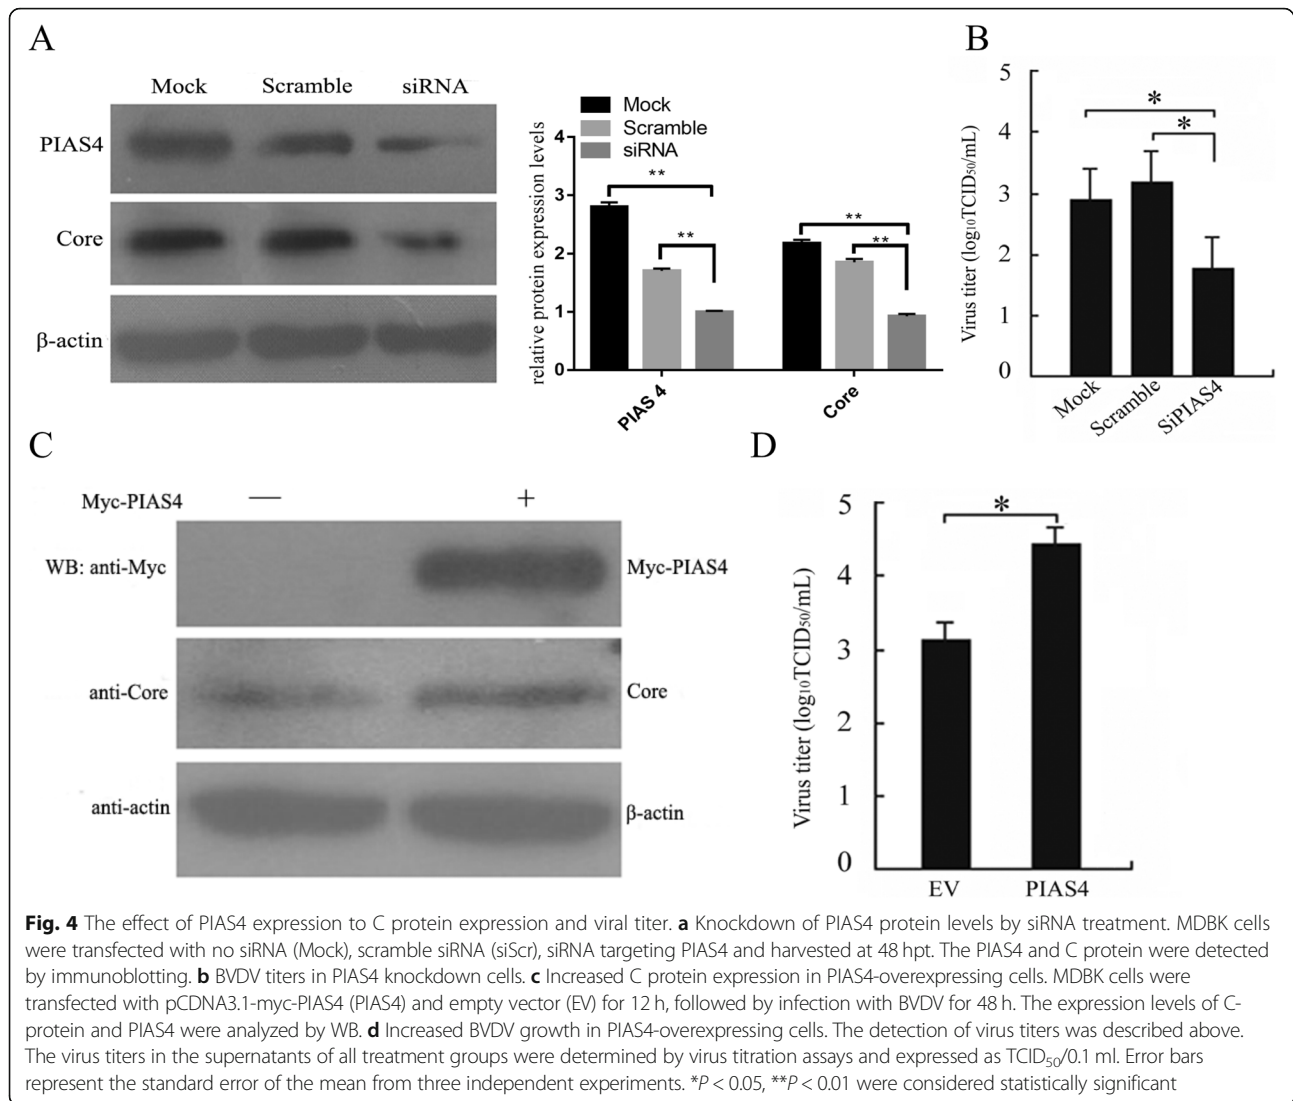 A
Mock Scramble siRNA
PIAS4
Core
β-actin
Mock
Scramble
siRNA
relative protein expression levels
4
3
2
1
0
**
**
**
**
PIAS 4
Core
B
Virus titer (log₁₀TCID₅₀/mL)
5
4
3
2
1
0
*
*
Mock
Scramble
SiPIAS4
C
Myc-PIAS4 — +
WB: anti-Myc Myc-PIAS4
anti-Core Core
anti-actin β-actin
D
Virus titer (log₁₀TCID₅₀/mL)
5
4
3
2
1
0
*
EV PIAS4
Fig. 4 The effect of PIAS4 expression to C protein expression and viral titer. a Knockdown of PIAS4 protein levels by siRNA treatment. MDBK cells
were transfected with no siRNA (Mock), scramble siRNA (siScr), siRNA targeting PIAS4 and harvested at 48 hpt. The PIAS4 and C protein were detected
by immunoblotting. b BVDV titers in PIAS4 knockdown cells. c Increased C protein expression in PIAS4-overexpressing cells. MDBK cells were
transfected with pCDNA3.1-myc-PIAS4 (PIAS4) and empty vector (EV) for 12 h, followed by infection with BVDV for 48 h. The expression levels of C-
protein and PIAS4 were analyzed by WB. d Increased BVDV growth in PIAS4-overexpressing cells. The detection of virus titers was described above.
The virus titers in the supernatants of all treatment groups were determined by virus titration assays and expressed as TCID₅₀/0.1 ml. Error bars
represent the standard error of the mean from three independent experiments. *P < 0.05, **P < 0.01 were considered statistically significant